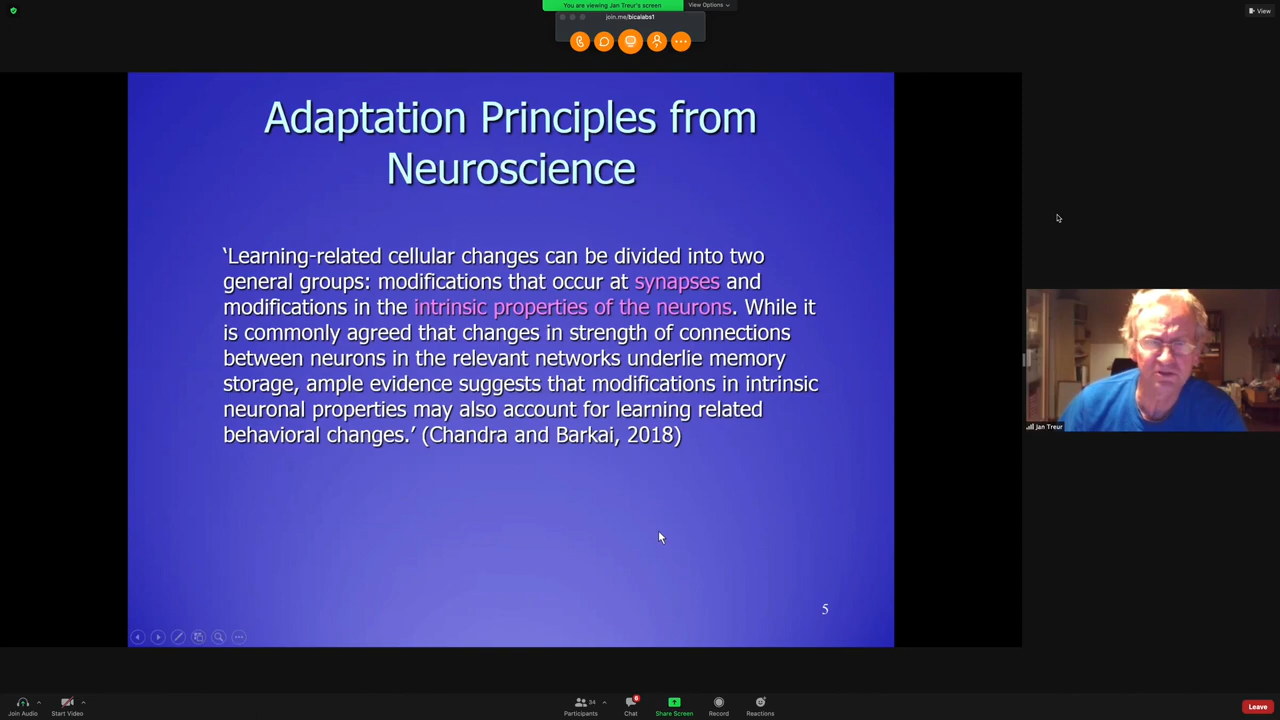 You are viewing Jan Treur's screen
View Options
View
join.me/bicalabs1
Adaptation Principles from
Neuroscience
‘Learning-related cellular changes can be divided into two
general groups: modifications that occur at synapses and
modifications in the intrinsic properties of the neurons. While it
is commonly agreed that changes in strength of connections
between neurons in the relevant networks underlie memory
storage, ample evidence suggests that modifications in intrinsic
neuronal properties may also account for learning related
behavioral changes.’ (Chandra and Barkai, 2018)
5
Jan Treur
Join Audio
Start Video
34
Participants
8
Chat
Share Screen
Record
Reactions
Leave